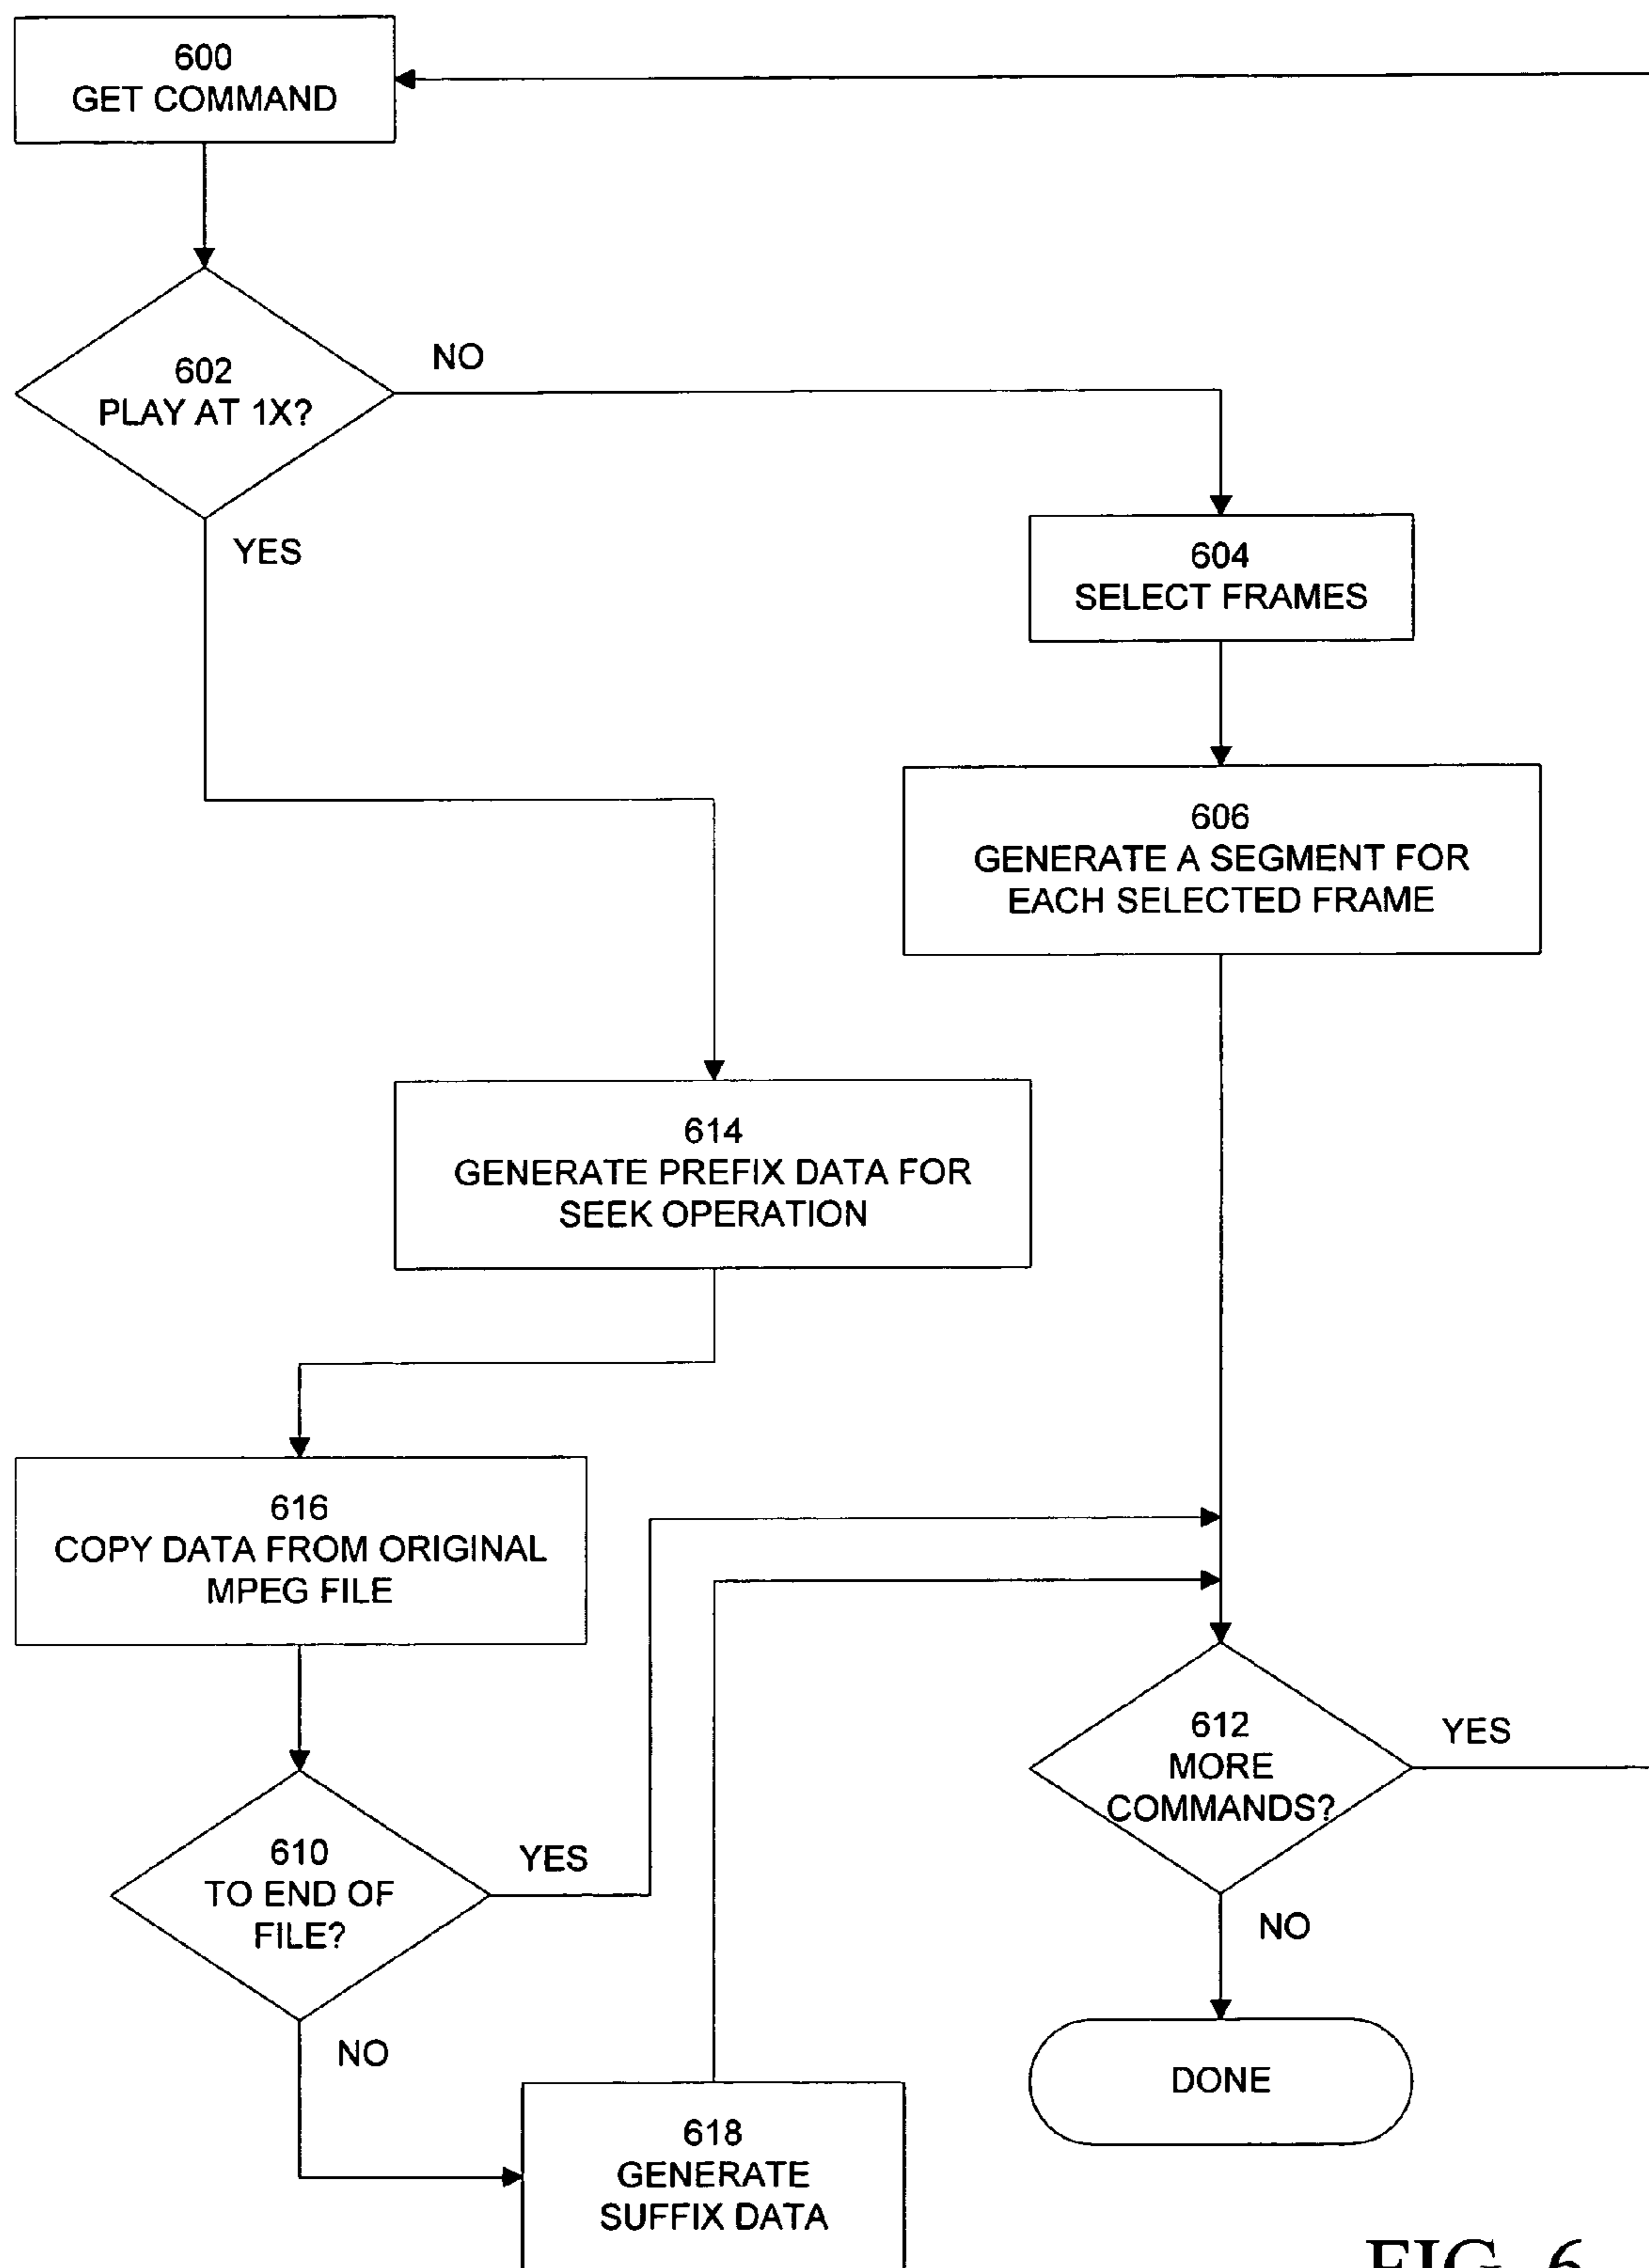 600
GET COMMAND
602
PLAY AT 1X?
NO
YES
604
SELECT FRAMES
606
GENERATE A SEGMENT FOR
EACH SELECTED FRAME
614
GENERATE PREFIX DATA FOR
SEEK OPERATION
616
COPY DATA FROM ORIGINAL
MPEG FILE
612
MORE
COMMANDS?
YES
610
TO END OF
FILE?
YES
NO
NO
DONE
618
GENERATE
SUFFIX DATA
FIG. 6